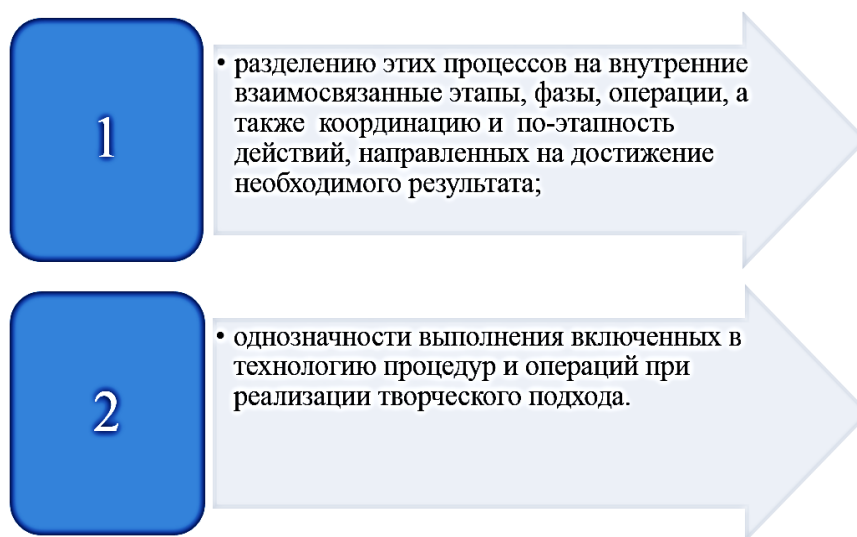 1
• разделению этих процессов на внутренние
взаимосвязанные этапы, фазы, операции, а
также координацию и по-этапность
действий, направленных на достижение
необходимого результата;
2
• однозначности выполнения включенных в
технологию процедур и операций при
реализации творческого подхода.